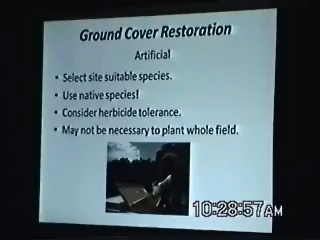 Ground Cover Restoration
Artificial
• Select site suitable species.
• Use native species!
• Consider herbicide tolerance.
• May not be necessary to plant whole field.
10:28:57AM